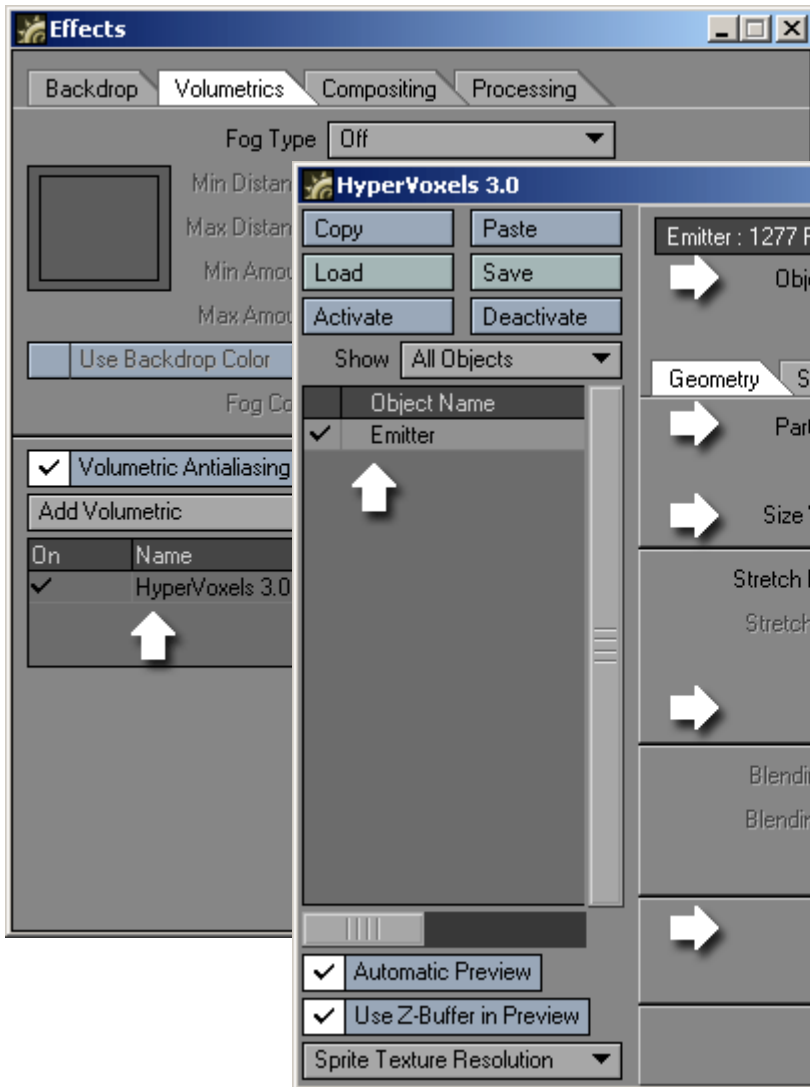 Effects
Backdrop Volumetrics Compositing Processing
Fog Type Off
Min Distan
Max Distan
Min Amou
Max Amou
Use Backdrop Color
Fog Co
Volumetric Antialiasing
Add Volumetric
On Name
HyperVoxels 3.0
HyperVoxels 3.0
Copy Paste
Load Save
Activate Deactivate
Show All Objects
Object Name
Emitter
Automatic Preview
Use Z-Buffer in Preview
Sprite Texture Resolution
Emitter : 1277
Obje
Geometry S
Part
Size
Stretch
Stretch
Blendin
Blendin